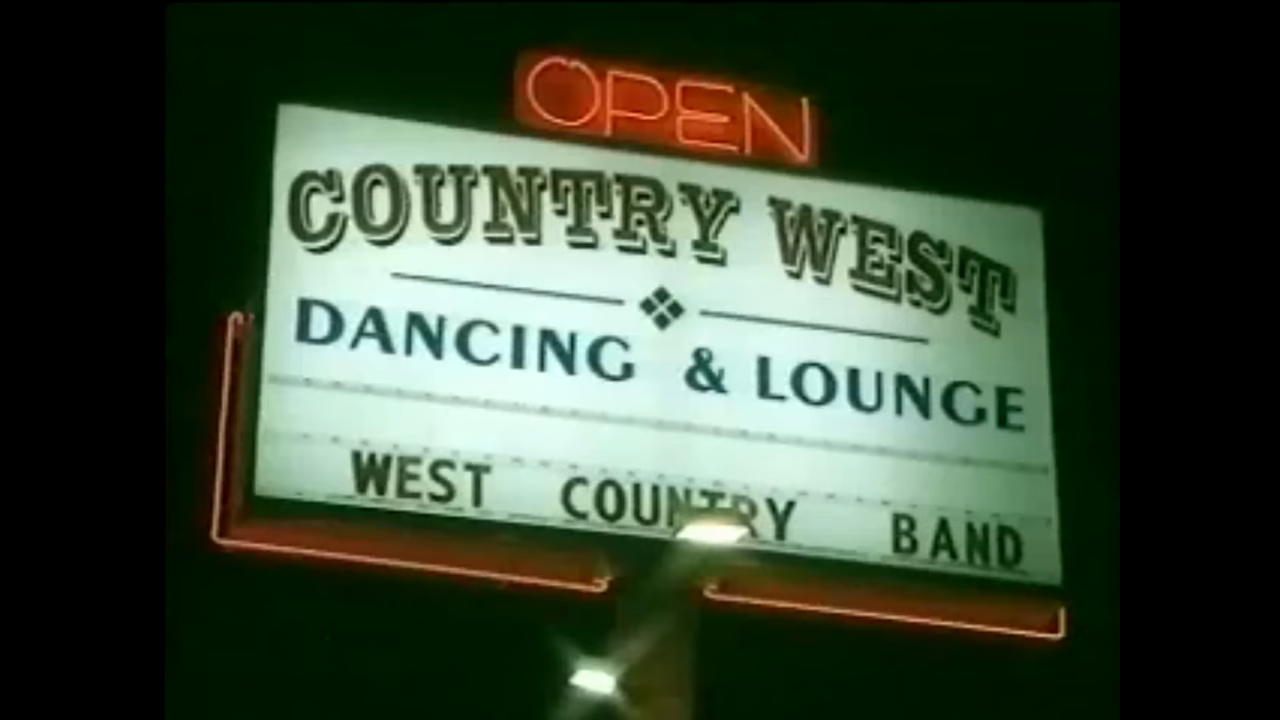 OPEN
COUNTRY WEST
DANCING & LOUNGE
WEST COUNTRY BAND